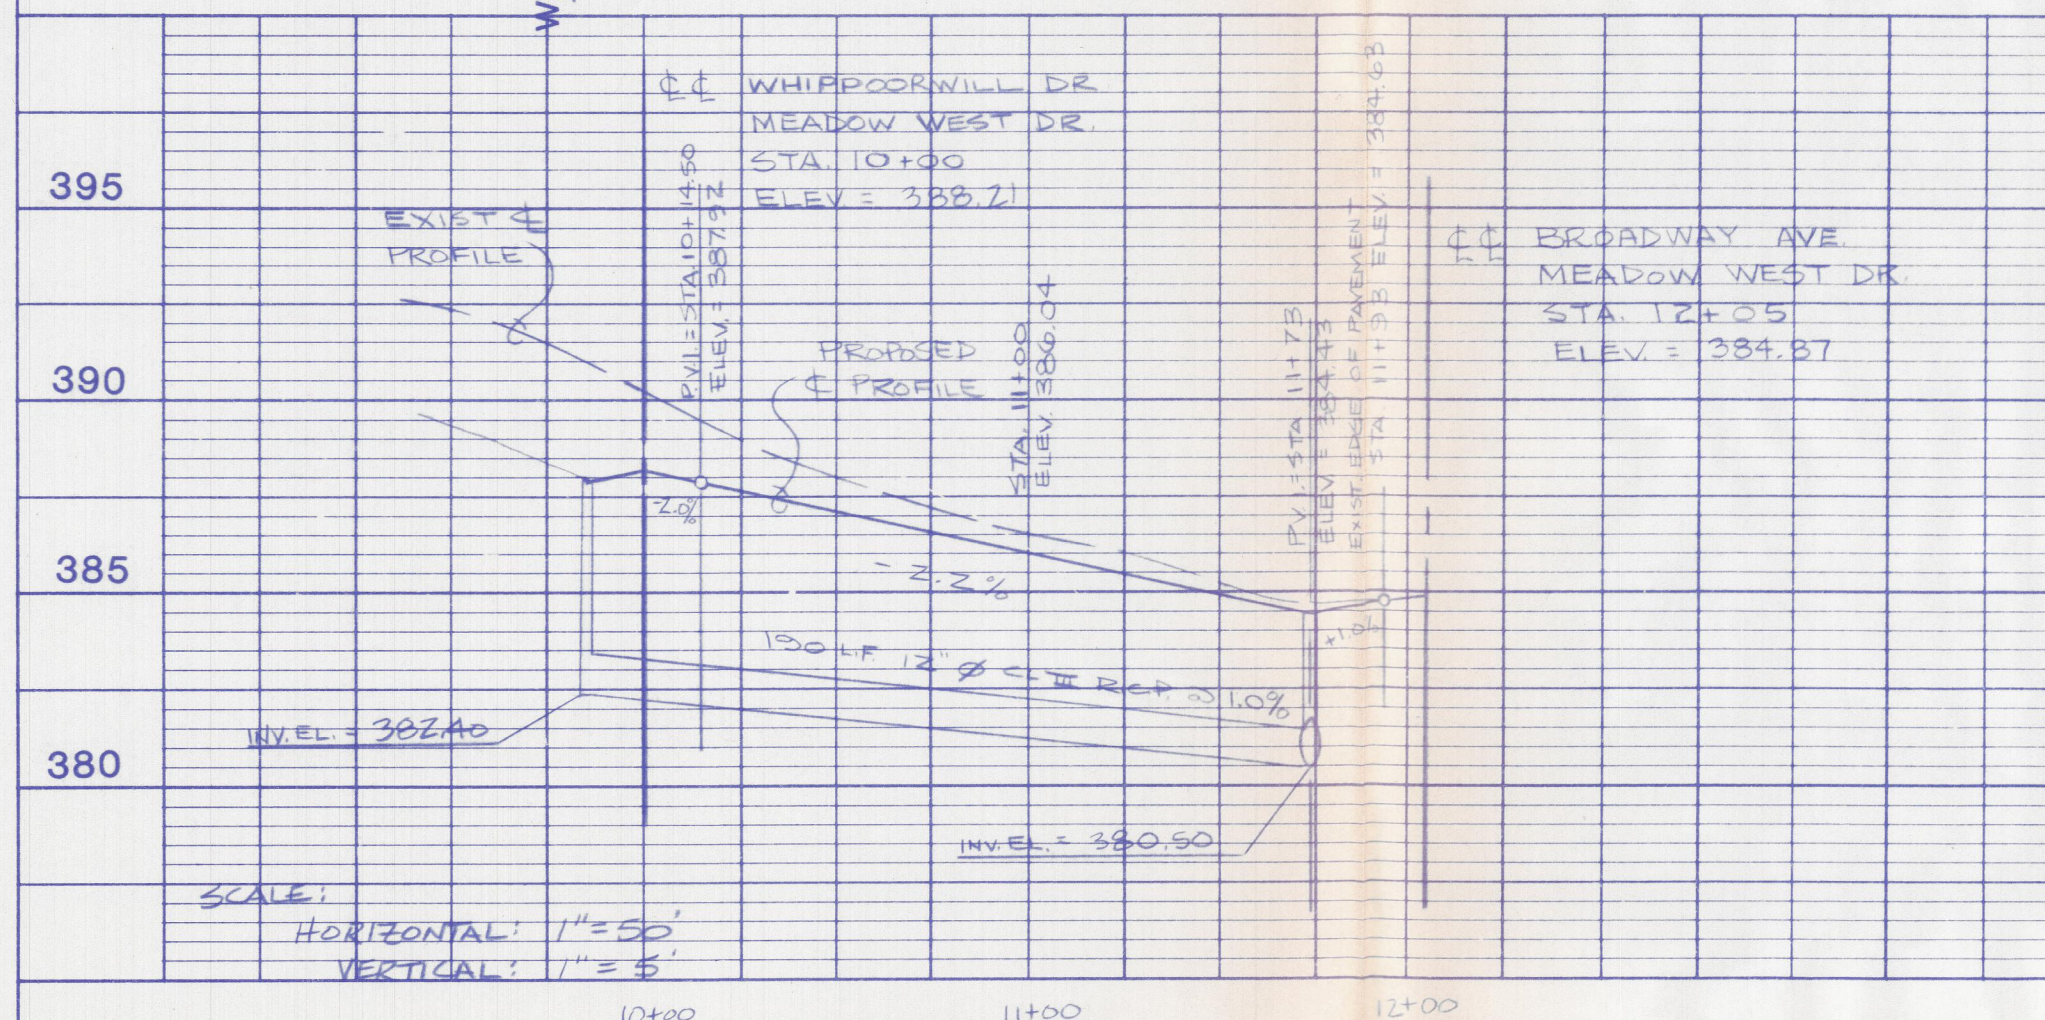 ℄ ℄ WHIPPOORWILL DR
MEADOW WEST DR.
STA. 10+00
ELEV = 388.21
395
EXIST ℄
PROFILE
P.V.I. = STA 10+14.50
ELEV. = 387.92
PROPOSED
℄ PROFILE
STA. 11+00
ELEV. 386.04
P.V.I. = STA 11+73
ELEV = 384.43
EXIST. EDGE OF PAVEMENT
STA. 11+93 ELEV. = 384.63
℄ ℄ BROADWAY AVE.
MEADOW WEST DR.
STA. 12+05
ELEV. = 384.87
390
-2.0%
385
- 2.2%
+1.0%
190 L.F. 12" Ø CL III RCP @ 1.0%
INV. EL. = 382.40
380
INV. EL. = 380.50
SCALE:
HORIZONTAL: 1" = 50'
VERTICAL: 1" = 5'
10+00 11+00 12+00